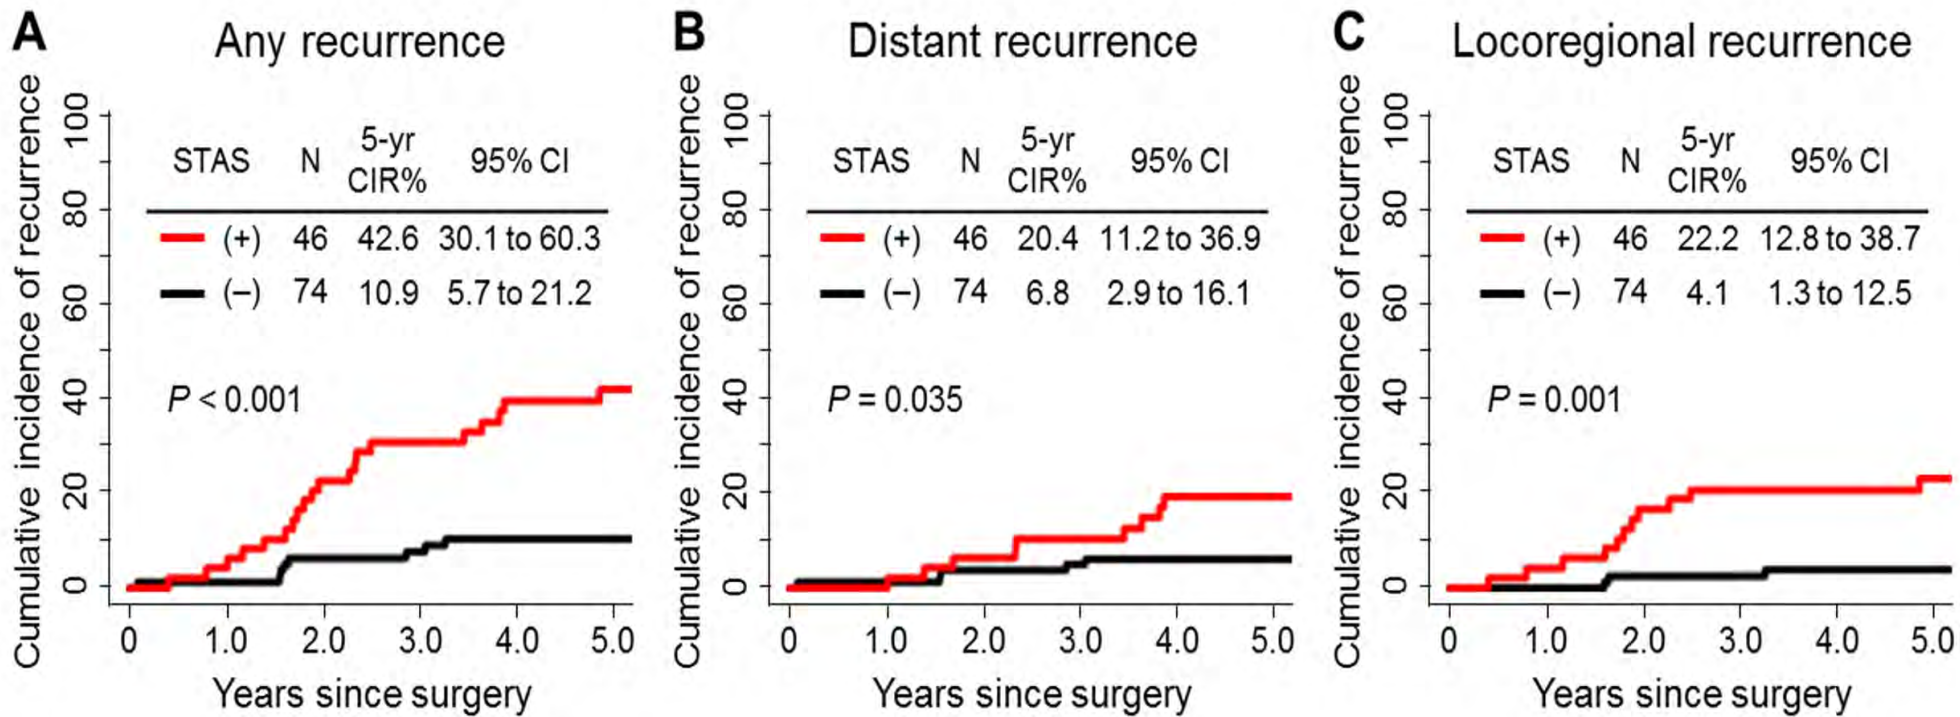 A
Any recurrence
Cumulative incidence of recurrence
100
80
60
40
20
0
STAS N 5-yr CIR% 95% CI
(+) 46 42.6 30.1 to 60.3
(–) 74 10.9 5.7 to 21.2
P < 0.001
0 1.0 2.0 3.0 4.0 5.0
Years since surgery
B
Distant recurrence
Cumulative incidence of recurrence
100
80
60
40
20
0
STAS N 5-yr CIR% 95% CI
(+) 46 20.4 11.2 to 36.9
(–) 74 6.8 2.9 to 16.1
P = 0.035
0 1.0 2.0 3.0 4.0 5.0
Years since surgery
C
Locoregional recurrence
Cumulative incidence of recurrence
100
80
60
40
20
0
STAS N 5-yr CIR% 95% CI
(+) 46 22.2 12.8 to 38.7
(–) 74 4.1 1.3 to 12.5
P = 0.001
0 1.0 2.0 3.0 4.0 5.0
Years since surgery